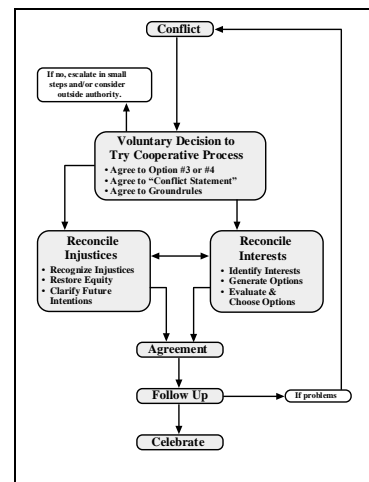 Conflict
If no, escalate in small
steps and/or consider
outside authority.
Voluntary Decision to
Try Cooperative Process
• Agree to Option #3 or #4
• Agree to “Conflict Statement”
• Agree to Groundrules
Reconcile
Injustices
• Recognize Injustices
• Restore Equity
• Clarify Future
Intentions
Reconcile
Interests
• Identify Interests
• Generate Options
• Evaluate &
Choose Options
Agreement
Follow Up
If problems
Celebrate